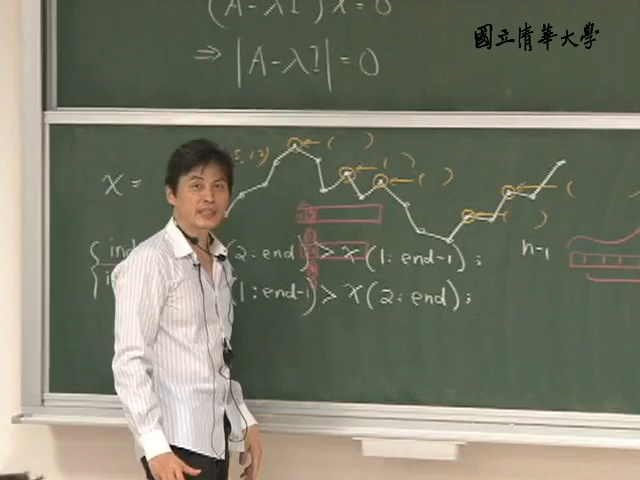 (A-λI)x=0
國立清華大學
⇒ |A-λI|=0
x=
(2:end)>x(1:end-1);
n-1
(1:end-1)>x(2:end);